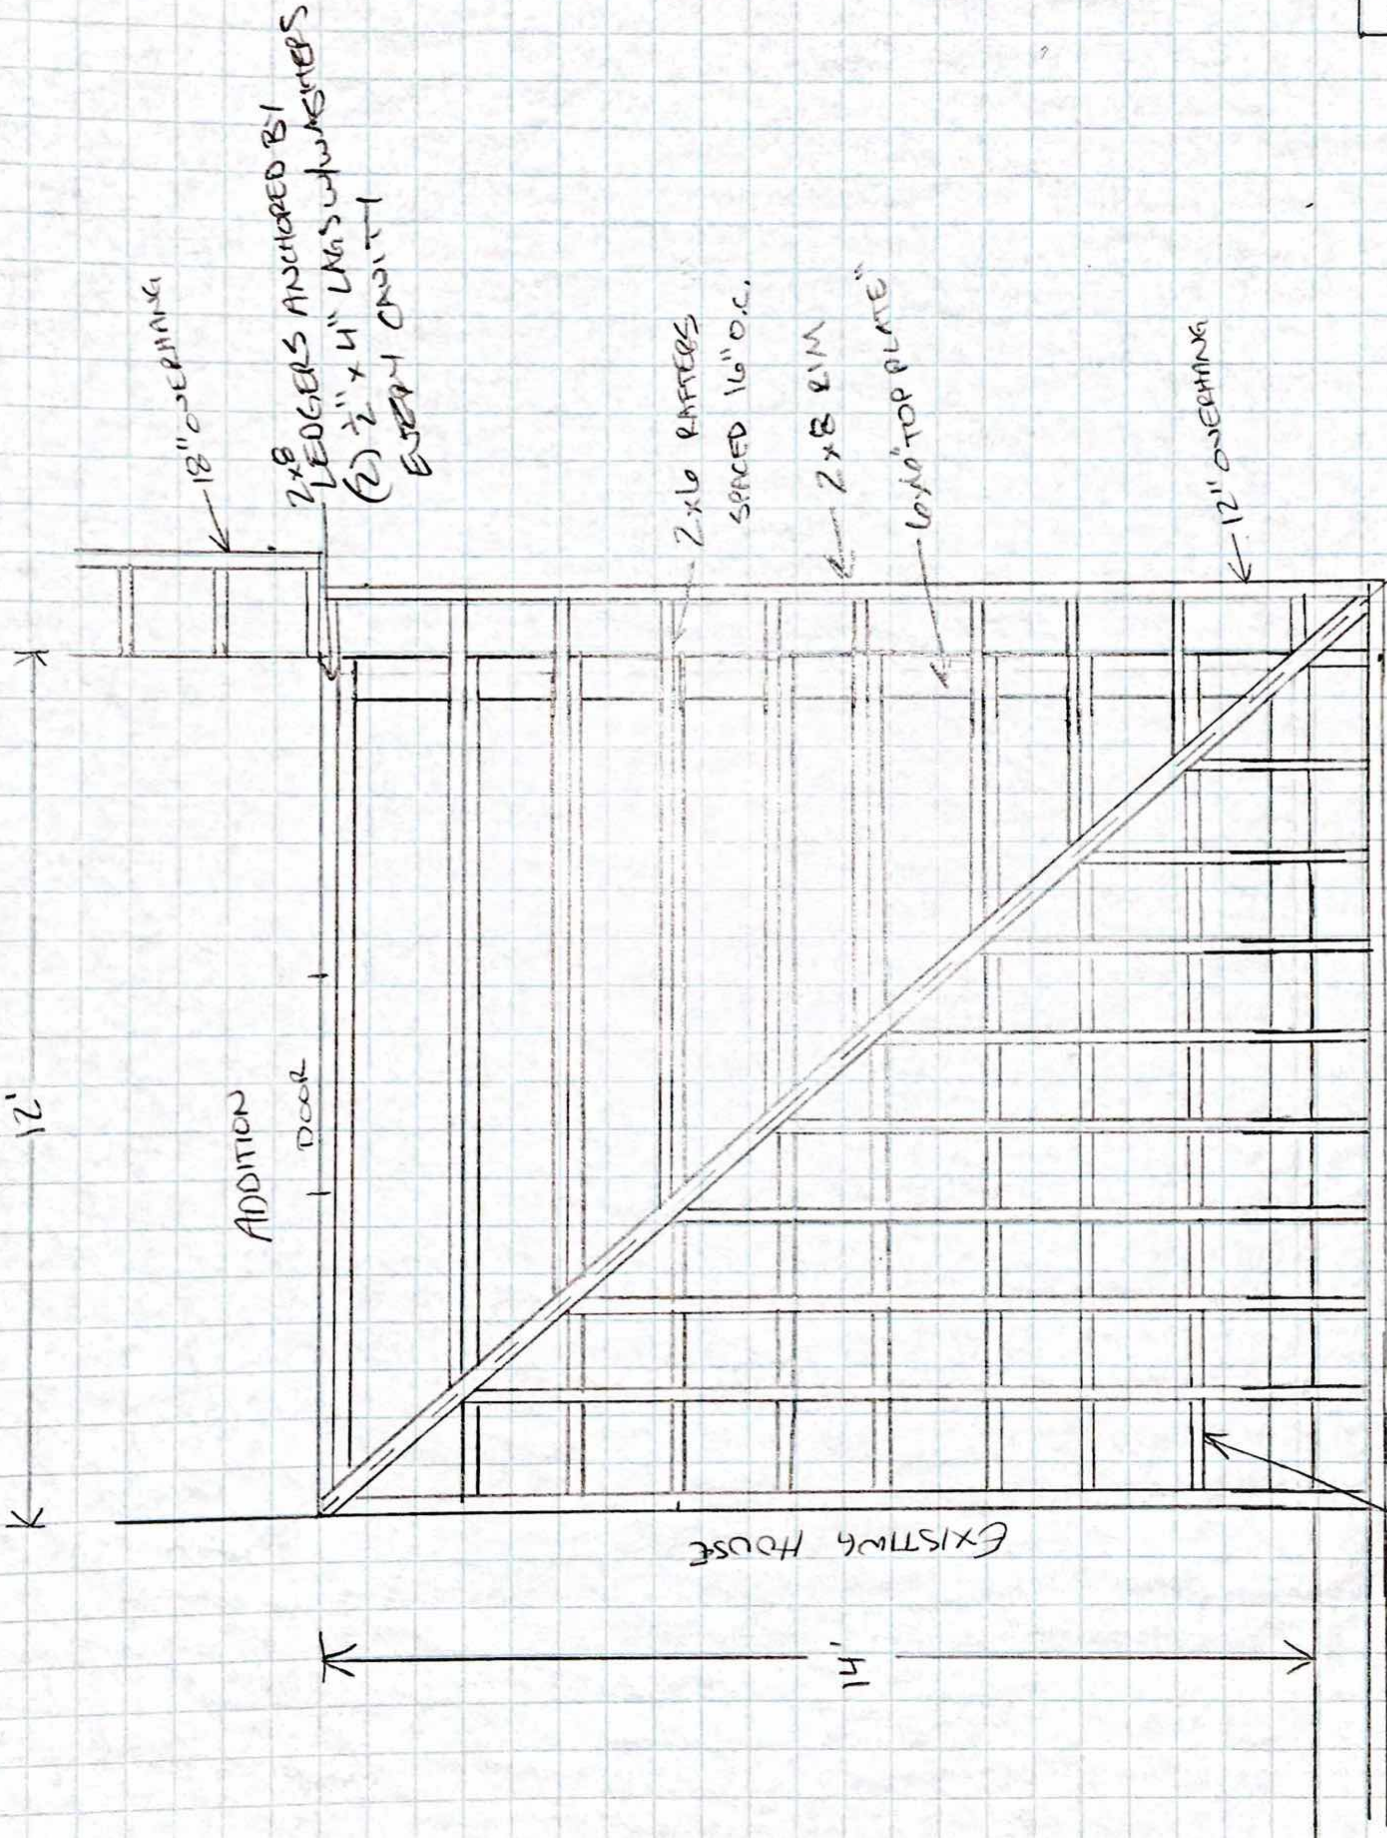 12'
18" OVERHANG
ADDITION
DOOR
2x8
LEDGERS ANCHORED BY
(2) ½" x 4" LAGS W/WASHERS
EVERY CAVITY
2x6 RAFTERS
SPACED 16" O.C.
2x8 RIM
"TOP PLATE"
12" OVERHANG
EXISTING HOUSE
14'